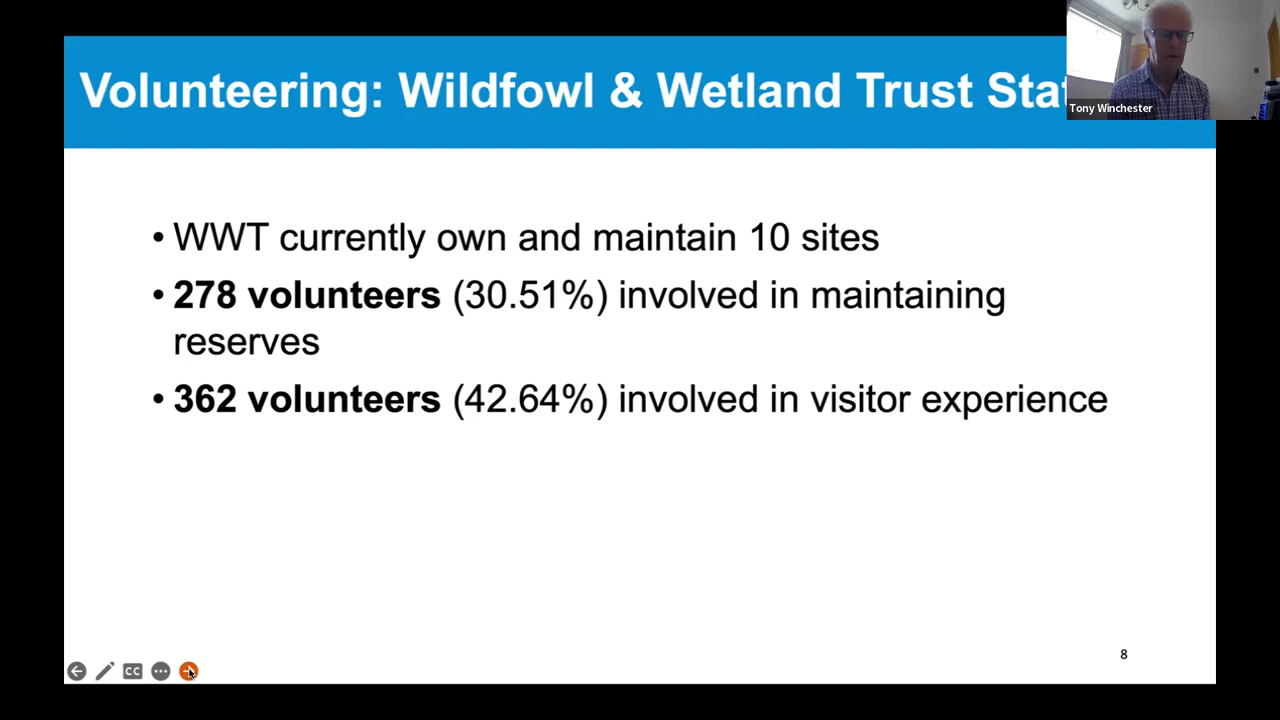 Volunteering: Wildfowl & Wetland Trust
Tony Winchester
• WWT currently own and maintain 10 sites
• 278 volunteers (30.51%) involved in maintaining
reserves
• 362 volunteers (42.64%) involved in visitor experience
CC
8